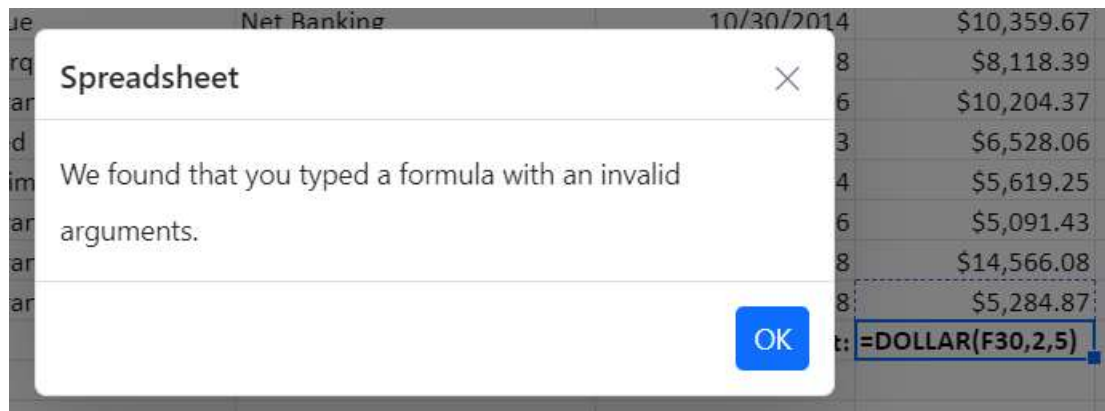 ue Net Banking 10/30/2014 $10,359.67
Spreadsheet
8 $8,118.39
6 $10,204.37
3 $6,528.06
We found that you typed a formula with an invalid
4 $5,619.25
arguments.
6 $5,091.43
8 $14,566.08
8 $5,284.87
OK
t: =DOLLAR(F30,2,5)